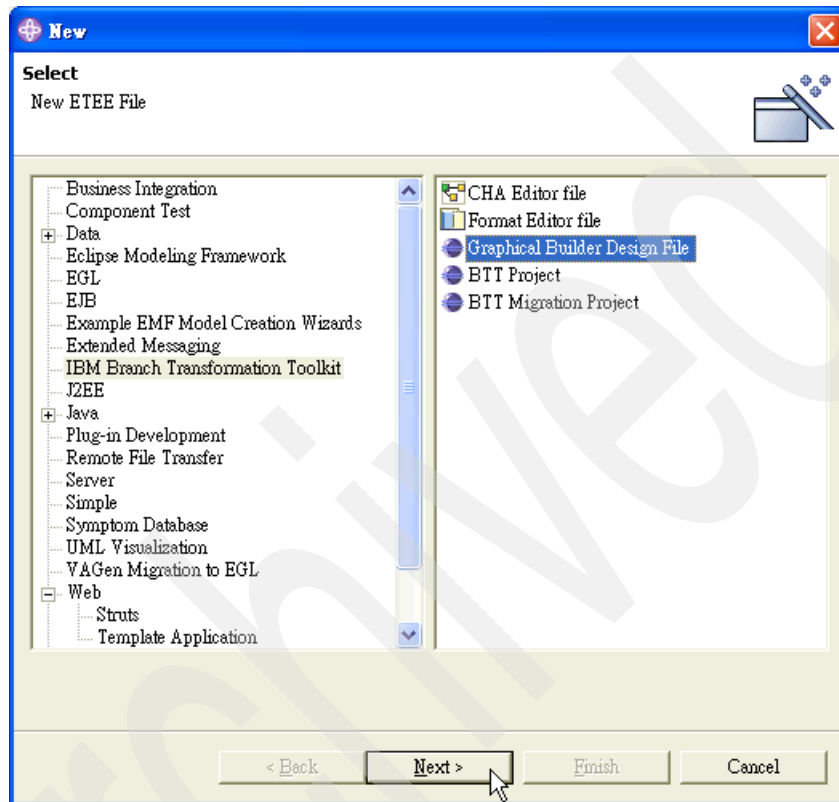 New
Select
New ETEE File
Business Integration
Component Test
Data
Eclipse Modeling Framework
EGL
EJB
Example EMF Model Creation Wizards
Extended Messaging
IBM Branch Transformation Toolkit
J2EE
Java
Plug-in Development
Remote File Transfer
Server
Simple
Symptom Database
UML Visualization
VAGen Migration to EGL
Web
Struts
Template Application
CHA Editor file
Format Editor file
Graphical Builder Design File
BTT Project
BTT Migration Project
< Back
Next >
Finish
Cancel
Archived